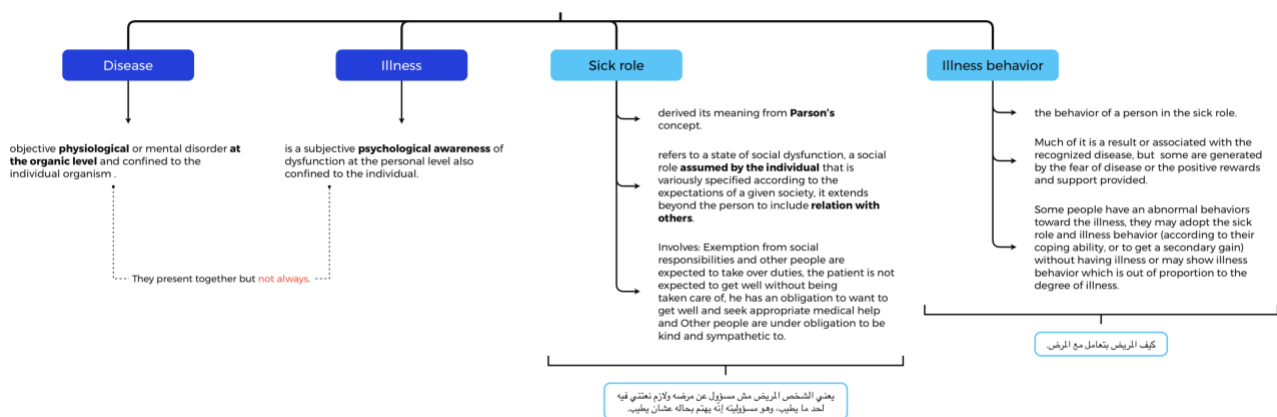 Disease
objective physiological or mental disorder at
the organic level and confined to the
individual organism .
Illness
is a subjective psychological awareness of
dysfunction at the personal level also
confined to the individual.
They present together but not always.
Sick role
derived its meaning from Parson's
concept.
refers to a state of social dysfunction, a social
role assumed by the individual that is
variously specified according to the
expectations of a given society, it extends
beyond the person to include relation with
others.
Involves: Exemption from social
responsibilities and other people are
expected to take over duties, the patient is not
expected to get well without being
taken care of, he has an obligation to want to
get well and seek appropriate medical help
and Other people are under obligation to be
kind and sympathetic to.
يعني الشخص المريض مش مسؤول عن مرضه ولازم نعتني فيه
لحد ما يطيب، وهو مسؤوليته إنّه يهتم بحاله عشان يطيب.
Illness behavior
the behavior of a person in the sick role.
Much of it is a result or associated with the
recognized disease, but some are generated
by the fear of disease or the positive rewards
and support provided.
Some people have an abnormal behaviors
toward the illness, they may adopt the sick
role and illness behavior (according to their
coping ability, or to get a secondary gain)
without having illness or may show illness
behavior which is out of proportion to the
degree of illness.
كيف المريض بتعامل مع المرض.